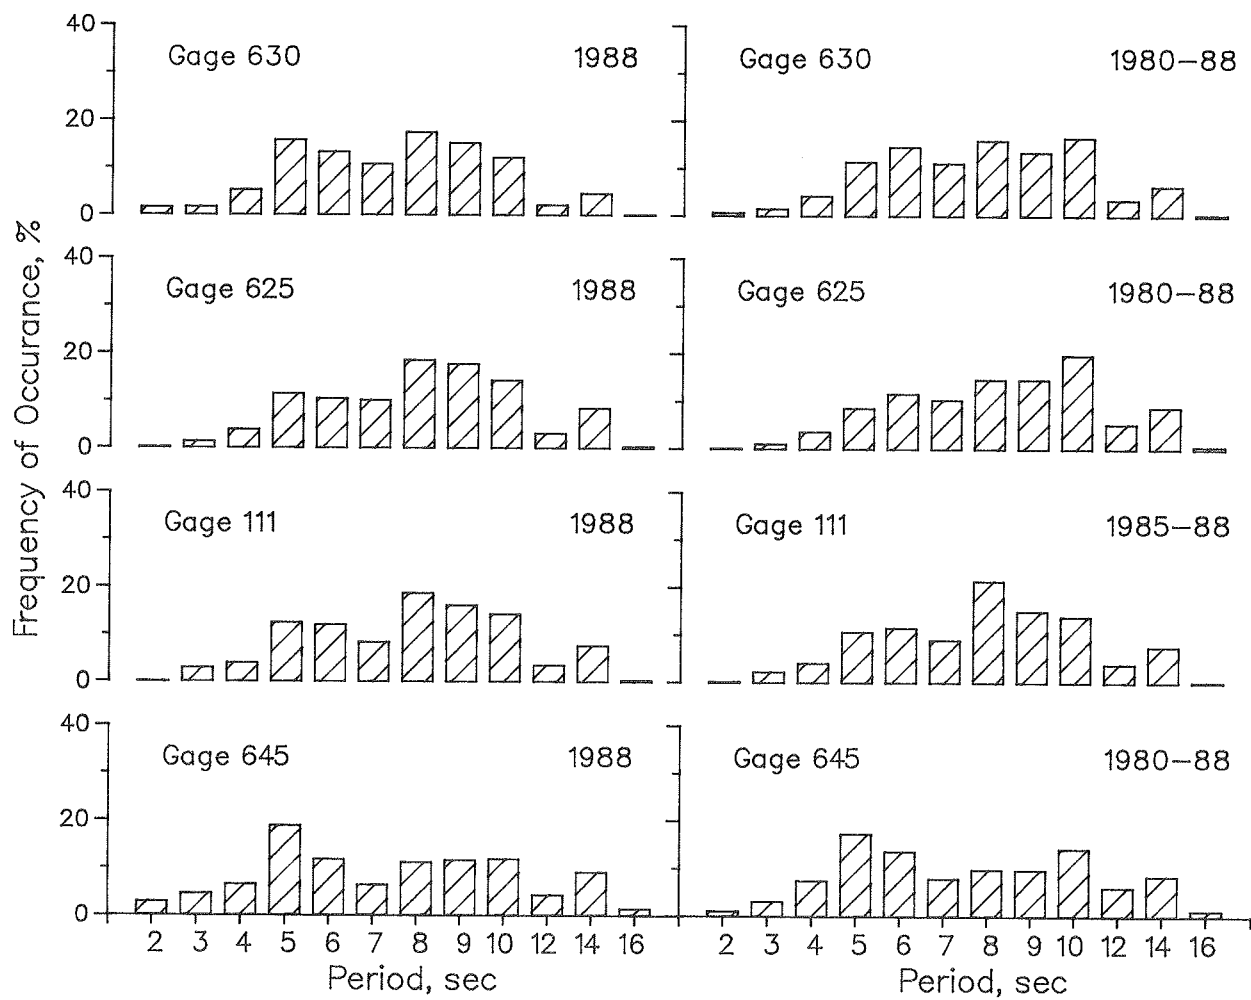 40
20
0
Gage 630 1988
Gage 630 1980-88
40
20
0
Gage 625 1988
Gage 625 1980-88
40
20
0
Gage 111 1988
Gage 111 1985-88
40
20
0
Gage 645 1988
Gage 645 1980-88
Frequency of Occurance, %
2 3 4 5 6 7 8 9 10 12 14 16
2 3 4 5 6 7 8 9 10 12 14 16
Period, sec
Period, sec